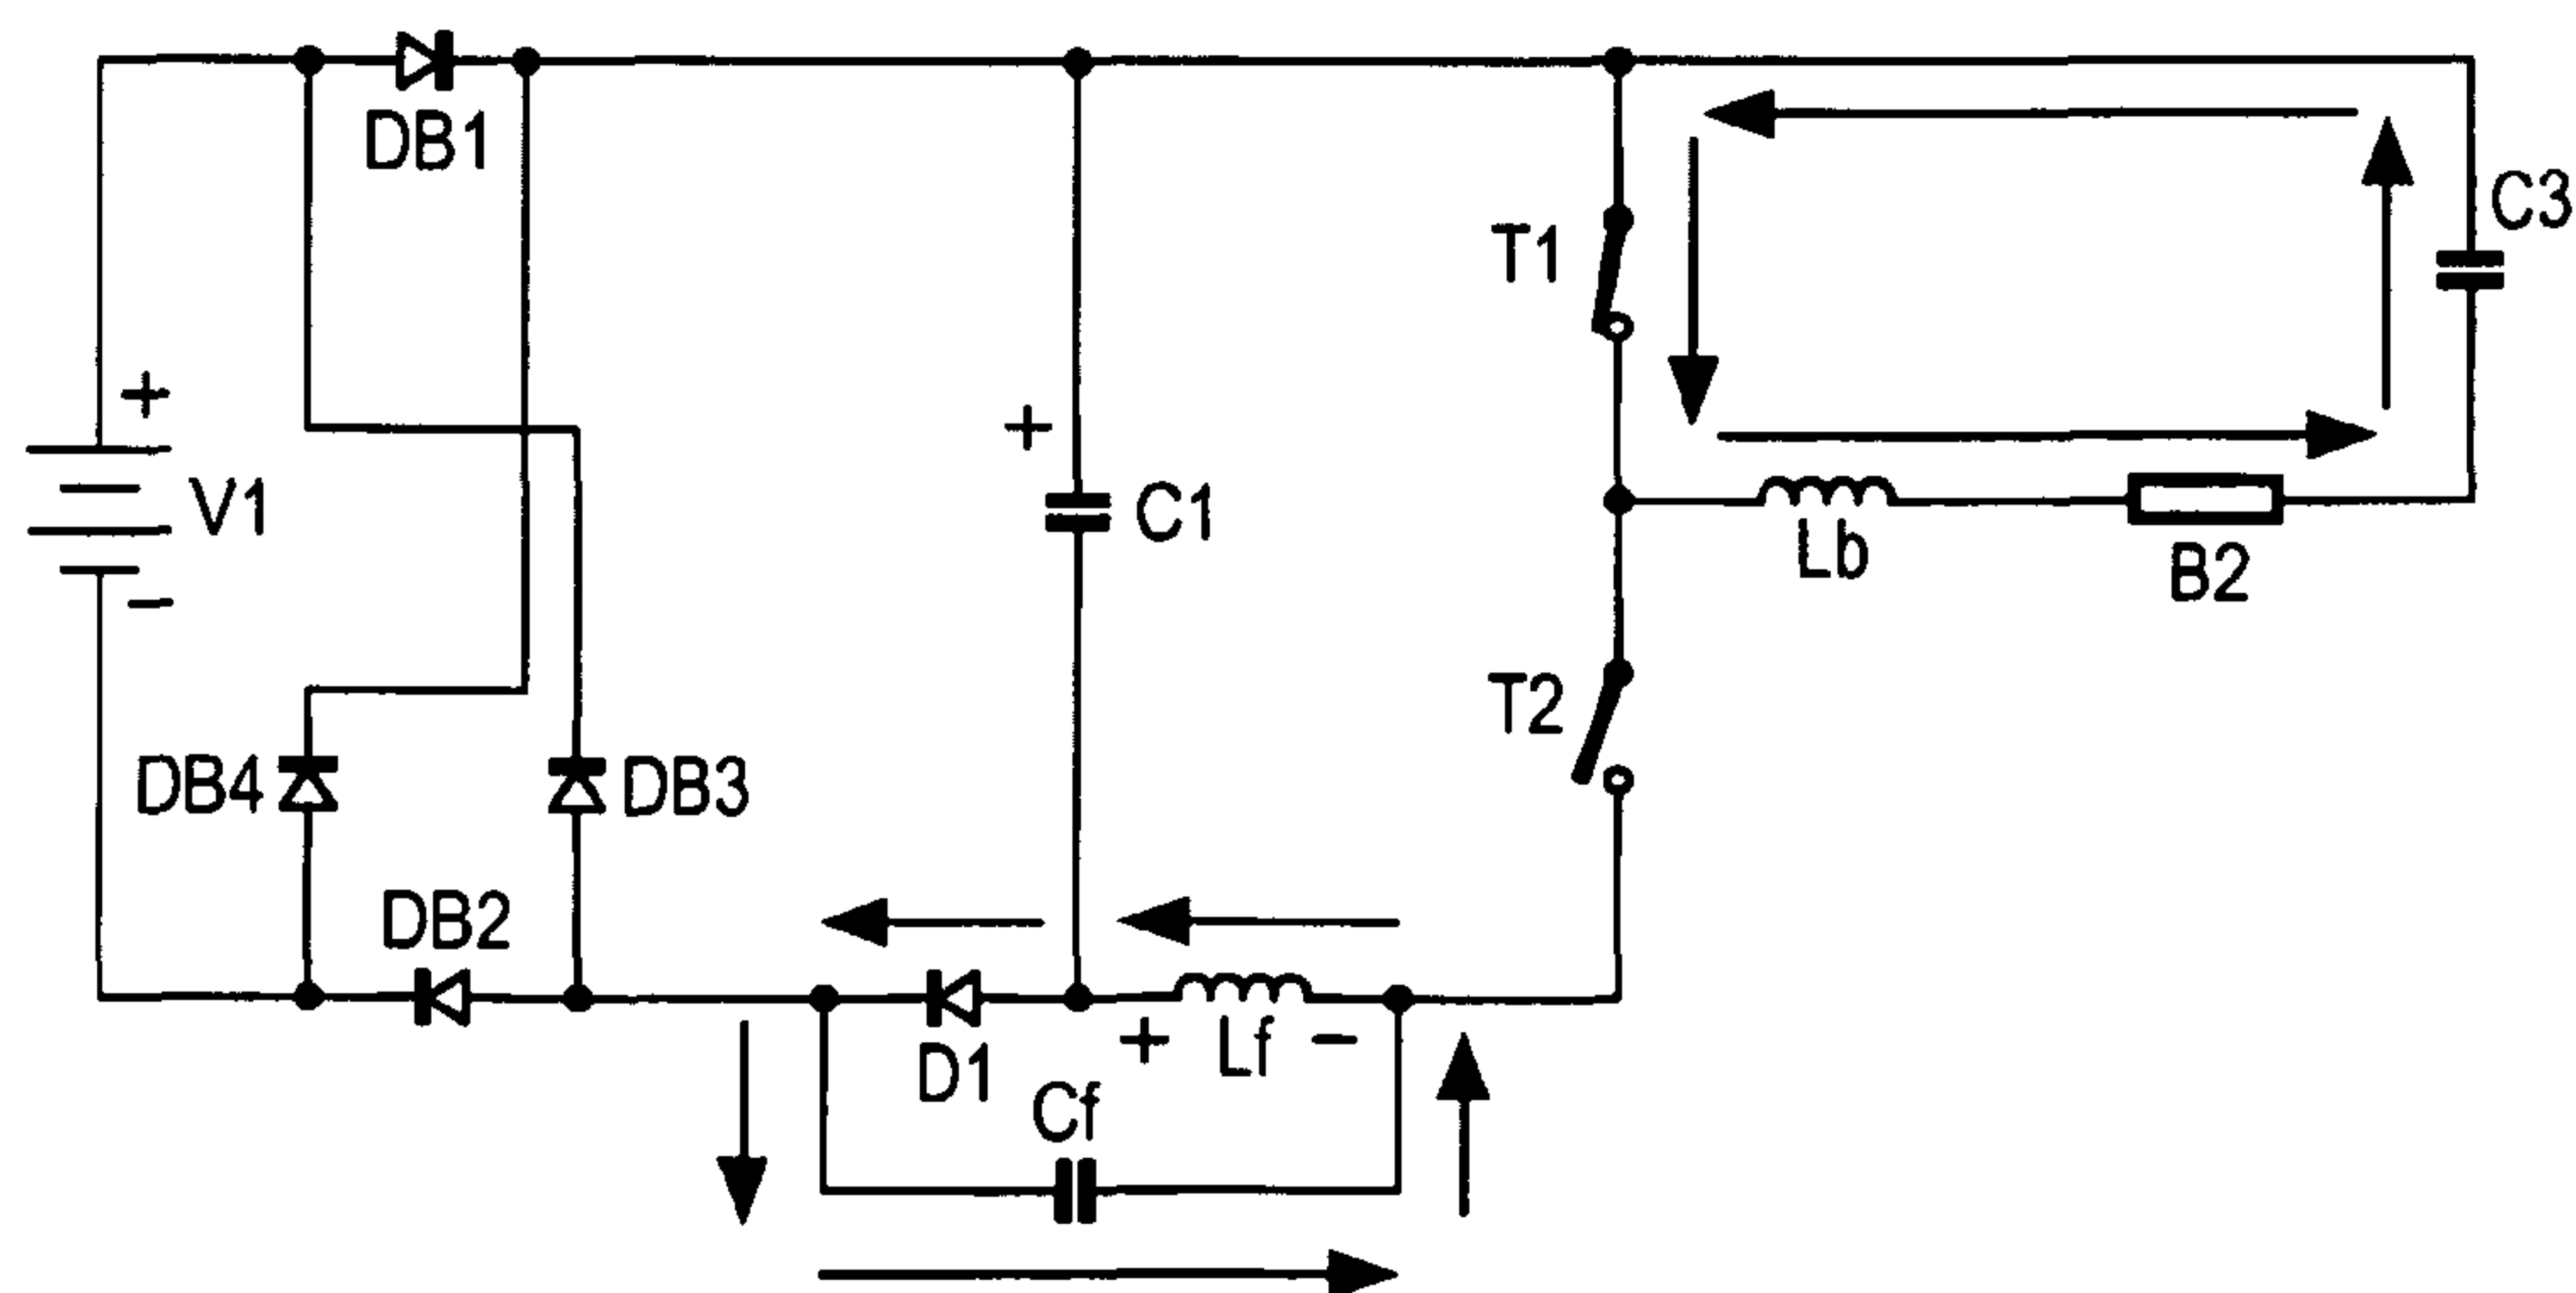 DB1
C3
T1
+
V1
+
C1
−
Lb
B2
T2
DB4
DB3
DB2
D1
+
Lf
−
Cf